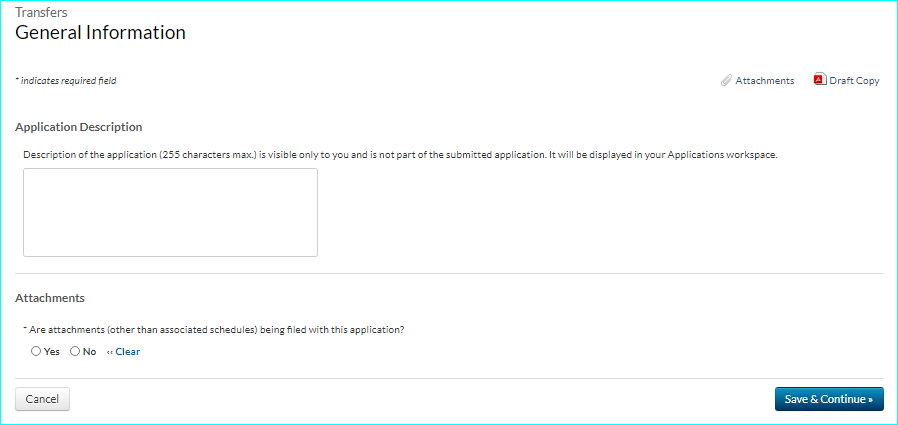 Transfers
General Information
* indicates required field
Attachments
Draft Copy
Application Description
Description of the application (255 characters max.) is visible only to you and is not part of the submitted application. It will be displayed in your Applications workspace.
Attachments
* Are attachments (other than associated schedules) being filed with this application?
Yes No ‹‹ Clear
Cancel
Save & Continue »